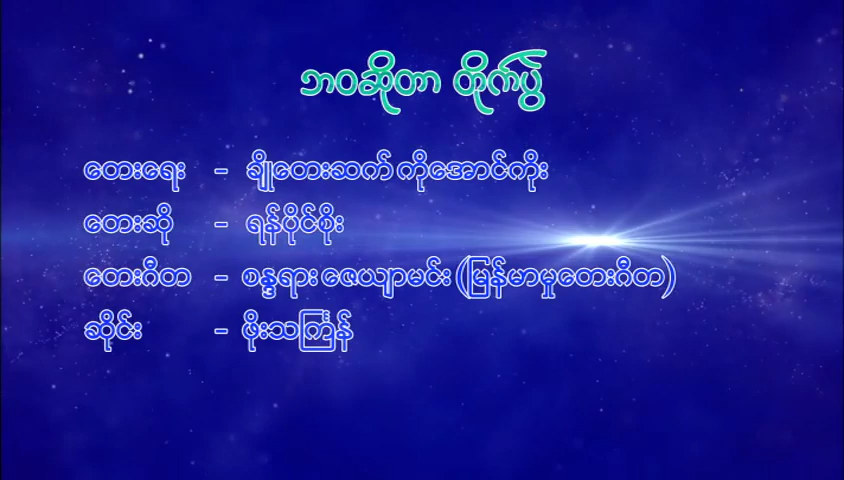 ဘဝဆိုတာ ထိုက်ပွဲ
တေးရေး - ချိုတေးဆက် ကိုအောင်ကိုး
တေးဆို - ရန်ပိုင်စိုး
တေးဂီတ - စန္ဒရား ဇေယျာမင်း (မြန်မာမှုတေးဂီတ)
ဆိုင်း - ဖိုးသင်္ကြန်